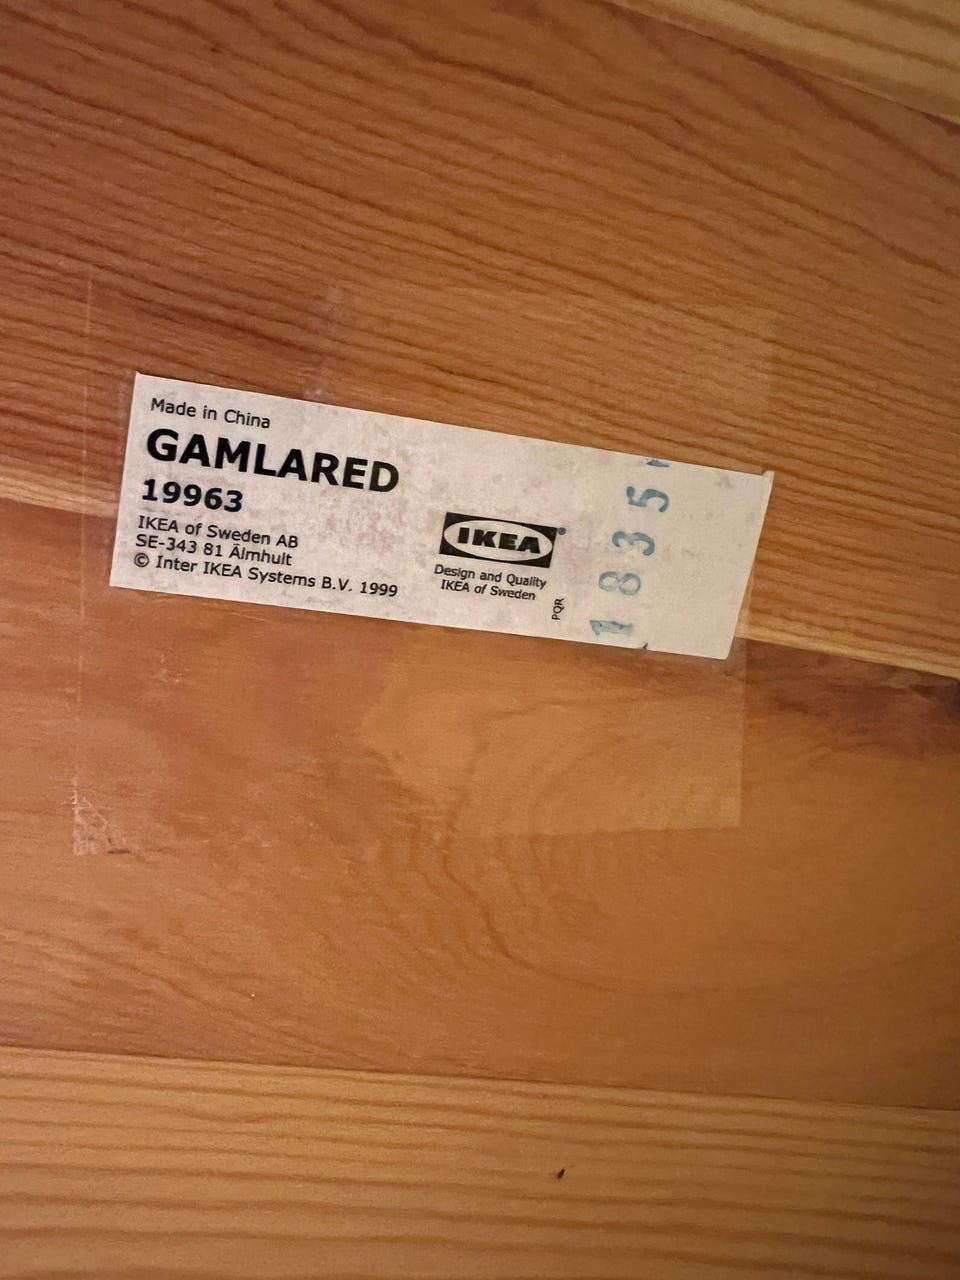 Made in China
GAMLARED
19963
IKEA of Sweden AB
SE-343 81 Älmhult
© Inter IKEA Systems B.V. 1999
IKEA®
Design and Quality
IKEA of Sweden
PQR
1835